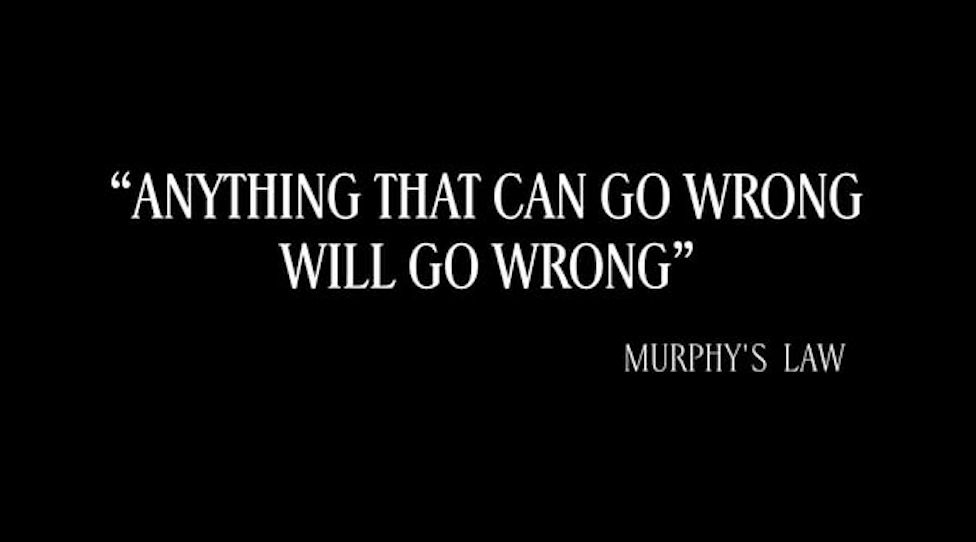 “ANYTHING THAT CAN GO WRONG
WILL GO WRONG”
MURPHY'S LAW